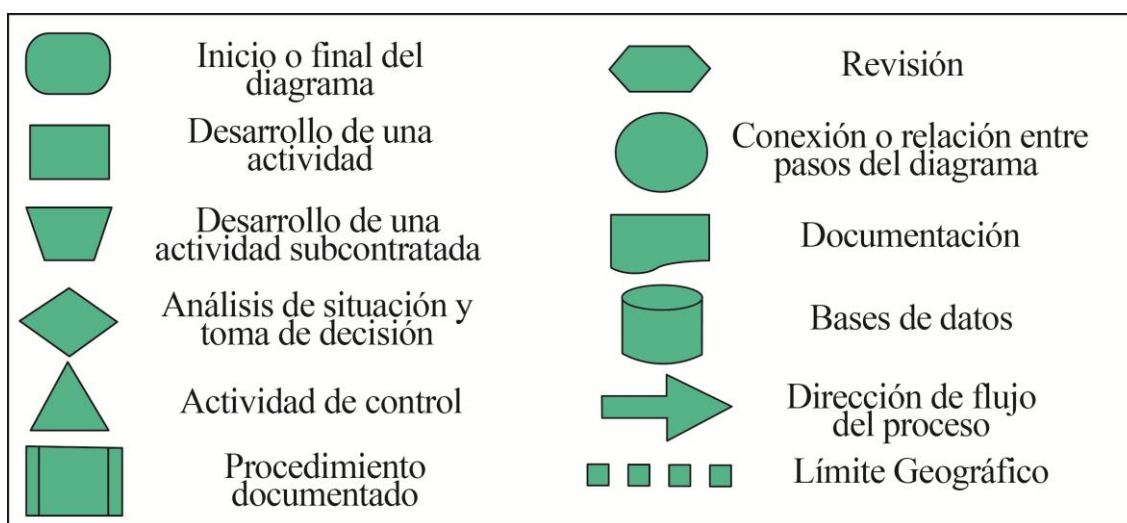 Inicio o final del
diagrama
Desarrollo de una
actividad
Desarrollo de una
actividad subcontratada
Análisis de situación y
toma de decisión
Actividad de control
Procedimiento
documentado
Revisión
Conexión o relación entre
pasos del diagrama
Documentación
Bases de datos
Dirección de flujo
del proceso
Límite Geográfico